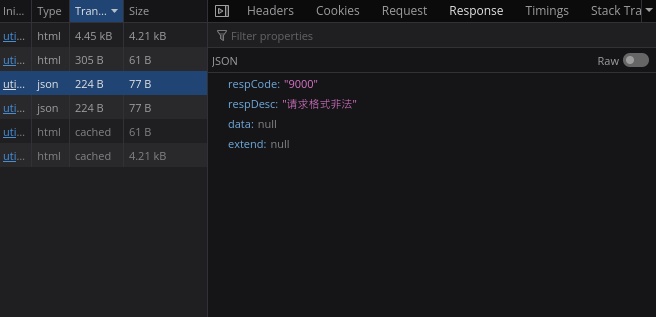 Ini... Type Tran... Size Headers Cookies Request Response Timings Stack Tra
uti... html 4.45 kB 4.21 kB Filter properties
uti... html 305 B 61 B JSON Raw
uti... json 224 B 77 B respCode: "9000"
uti... json 224 B 77 B respDesc: "请求格式非法"
uti... html cached 61 B data: null
uti... html cached 4.21 kB extend: null